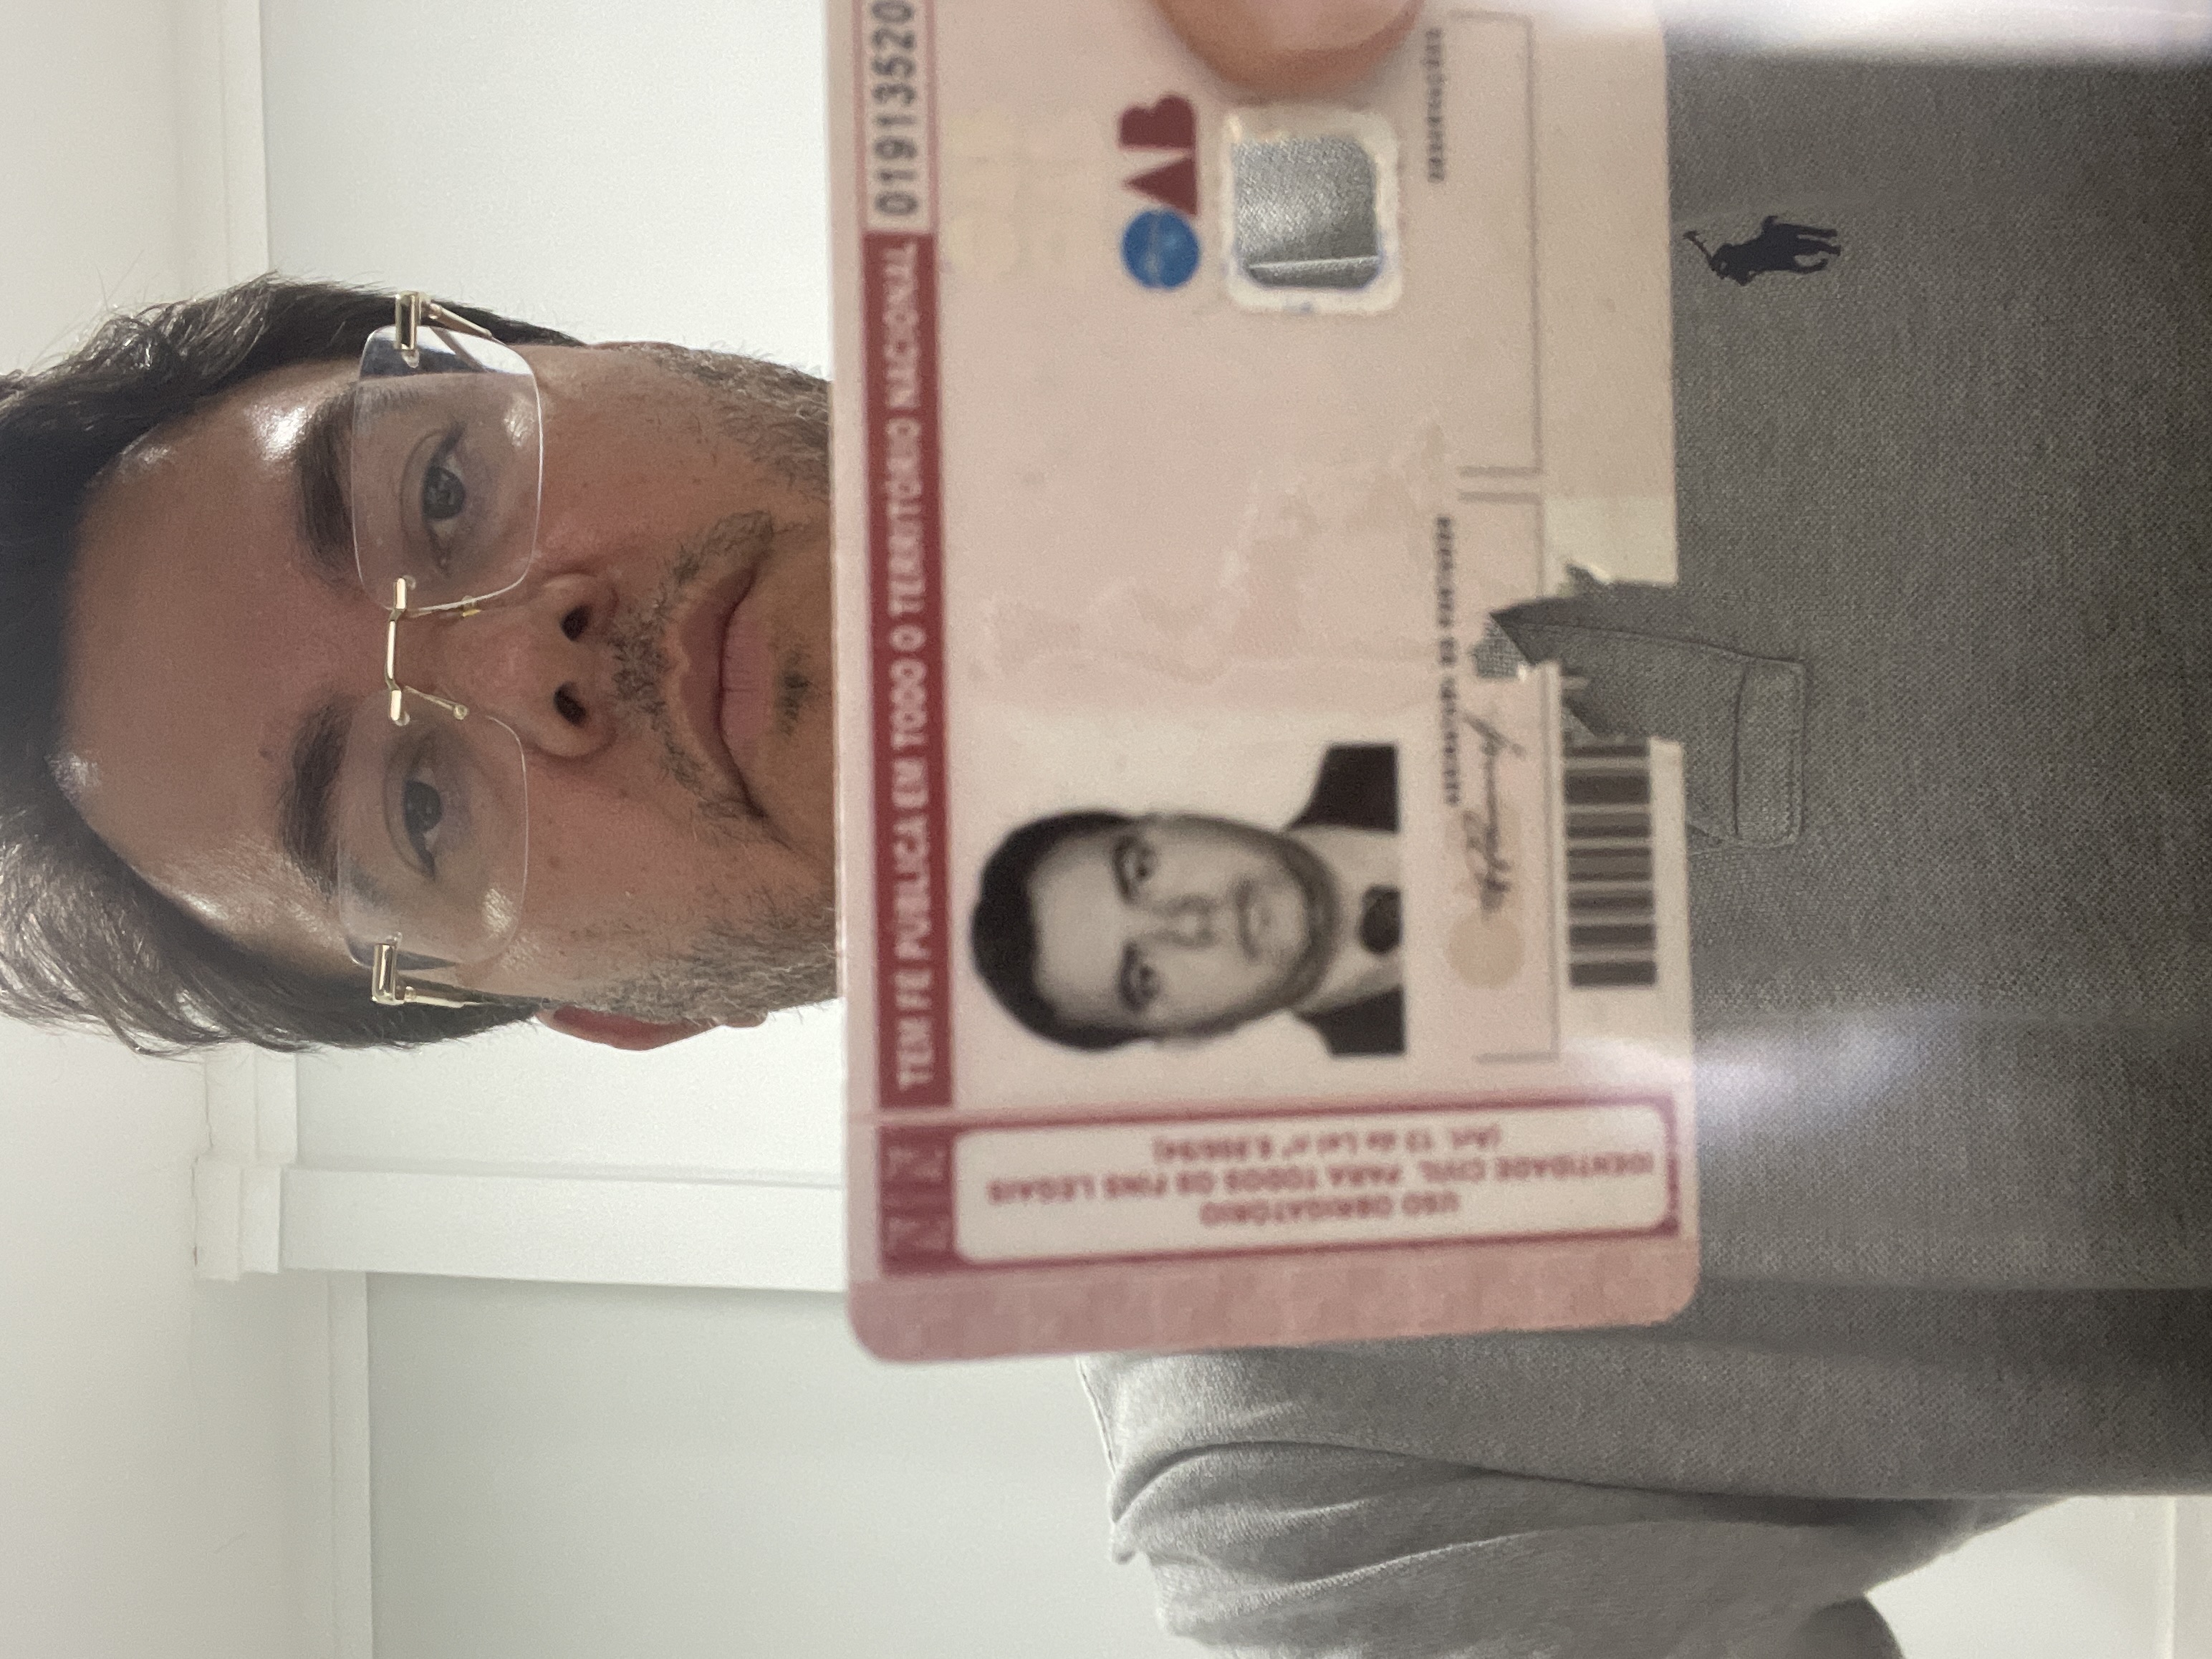 TEM FÉ PÚBLICA EM TODO O TERRITÓRIO NACIONAL
01913520
USO OBRIGATÓRIO
IDENTIDADE CIVIL PARA TODOS OS FINS LEGAIS
(Art. 13 da Lei nº 8.906/94)
OAB
ASSINATURA DO PORTADOR
OBSERVAÇÕES